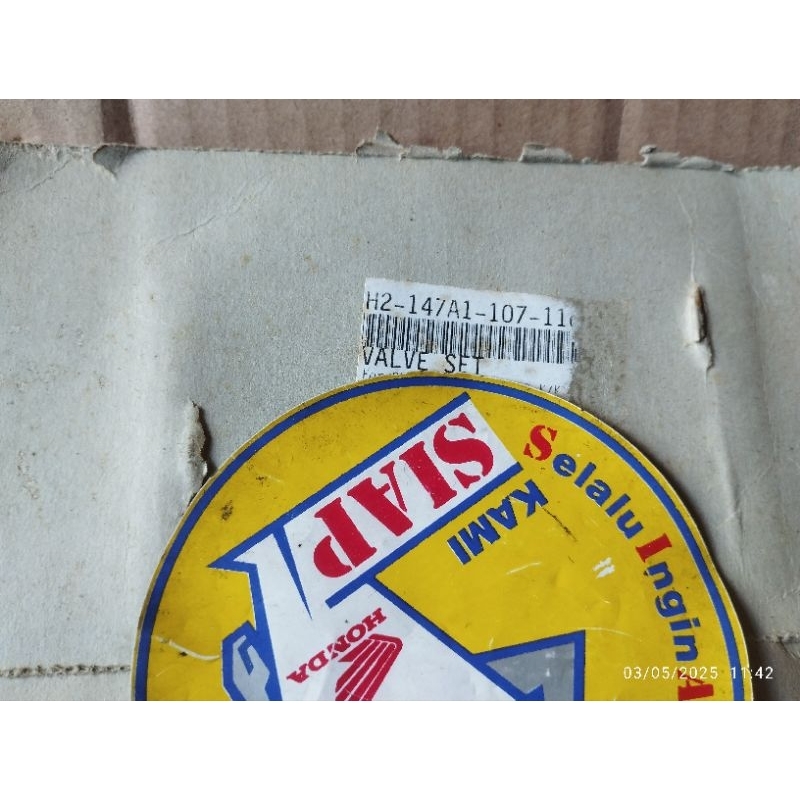 H2-147A1-107-11
VALVE SET
KAMI
SIAP
Selalu Ingin A
HONDA
03/05/2025 11:42